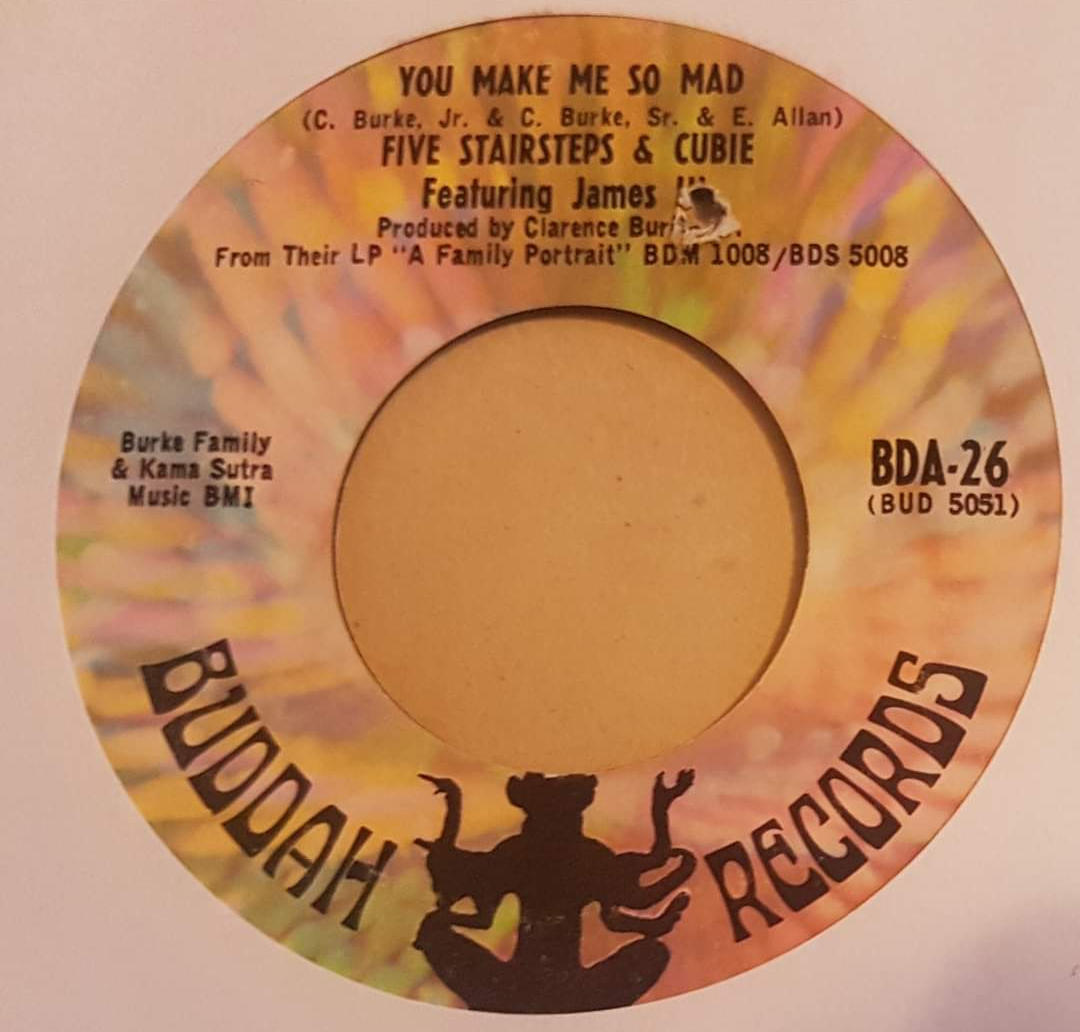 YOU MAKE ME SO MAD
(C. Burke, Jr. & C. Burke, Sr. & E. Allan)
FIVE STAIRSTEPS & CUBIE
Featuring James
Produced by Clarence
From Their LP "A Family Portrait" BDM 1008/BDS 5008
Burke Family
& Kama Sutra
Music BMI
BDA-26
(BUD 5051)
BUDDAH RECORDS